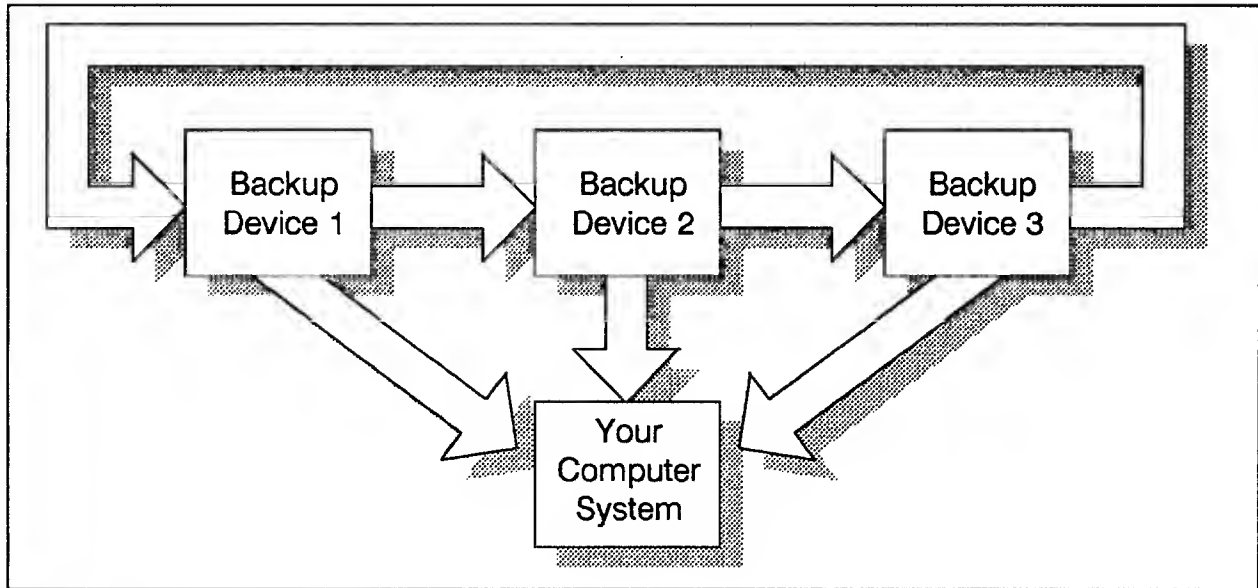 Backup
Device 1
Backup
Device 2
Backup
Device 3
Your
Computer
System